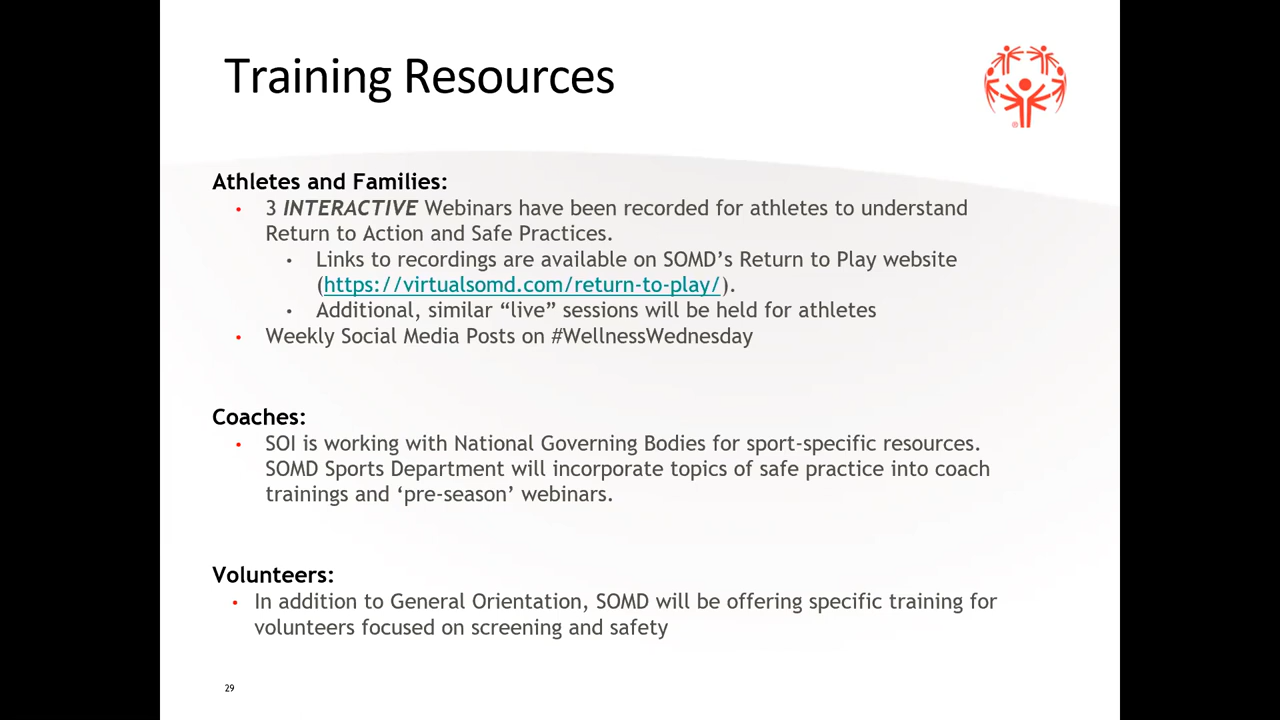 Training Resources
Athletes and Families:
• 3 INTERACTIVE Webinars have been recorded for athletes to understand
Return to Action and Safe Practices.
• Links to recordings are available on SOMD’s Return to Play website
(https://virtualsomd.com/return-to-play/).
• Additional, similar “live” sessions will be held for athletes
• Weekly Social Media Posts on #WellnessWednesday
Coaches:
• SOI is working with National Governing Bodies for sport-specific resources.
SOMD Sports Department will incorporate topics of safe practice into coach
trainings and ‘pre-season’ webinars.
Volunteers:
• In addition to General Orientation, SOMD will be offering specific training for
volunteers focused on screening and safety
29